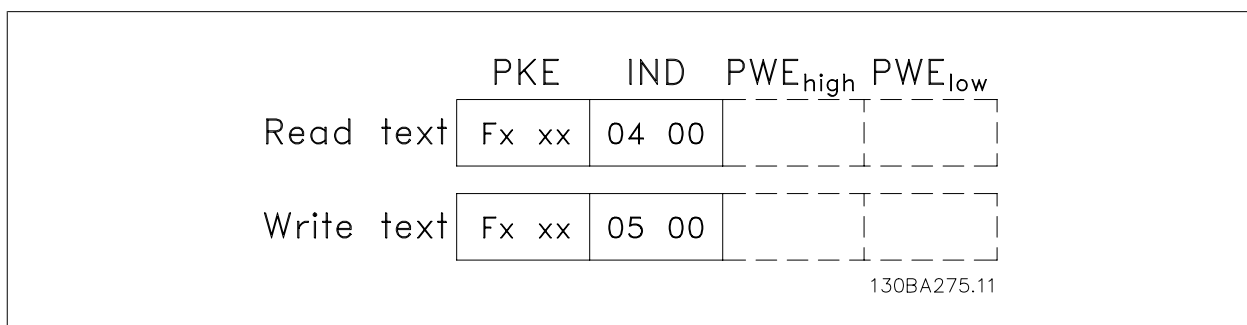 PKE IND PWEhigh PWElow
Read text Fx xx 04 00
Write text Fx xx 05 00
130BA275.11